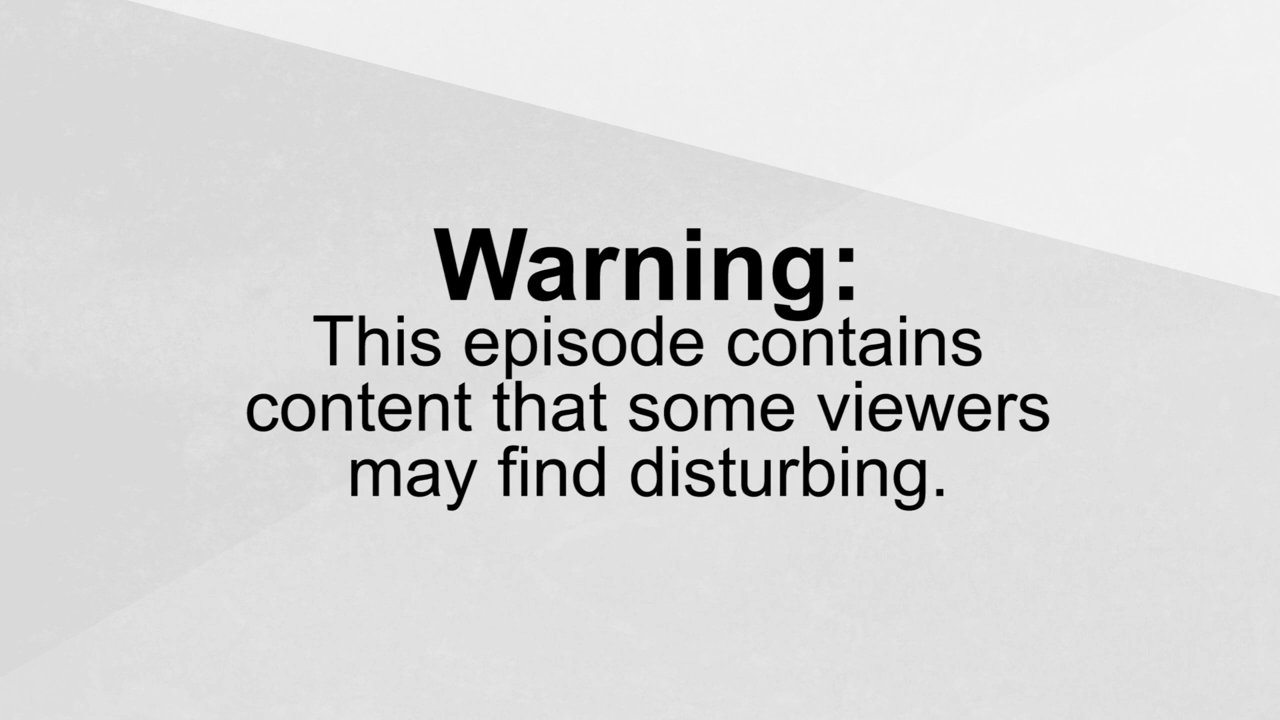 Warning:
This episode contains
content that some viewers
may find disturbing.